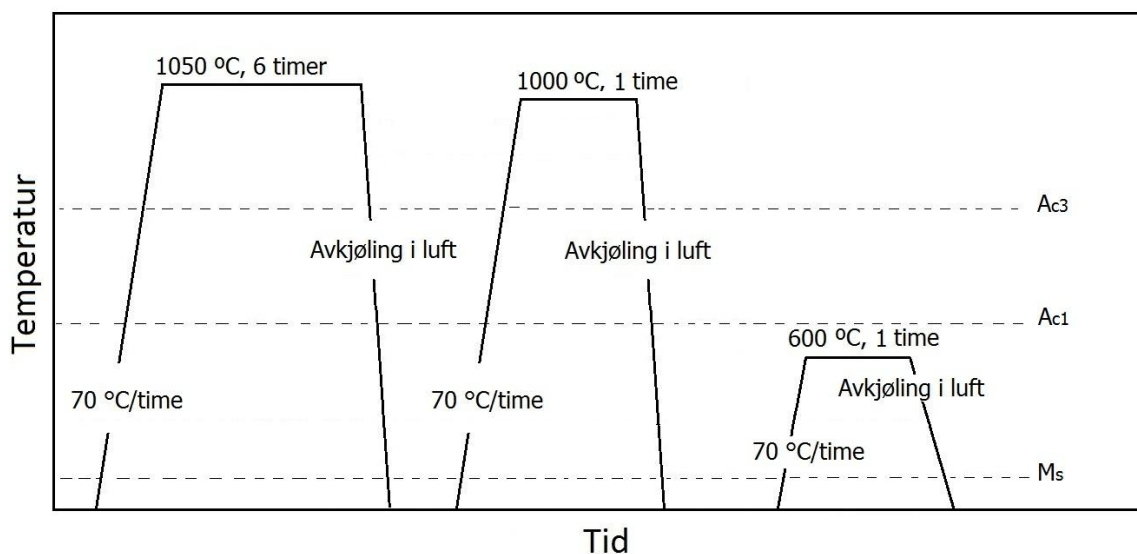 1050 ºC, 6 timer
1000 ºC, 1 time
Ac3
Avkjøling i luft
Avkjøling i luft
Temperatur
Ac1
600 ºC, 1 time
Avkjøling i luft
70 °C/time
70 °C/time
70 °C/time
Ms
Tid